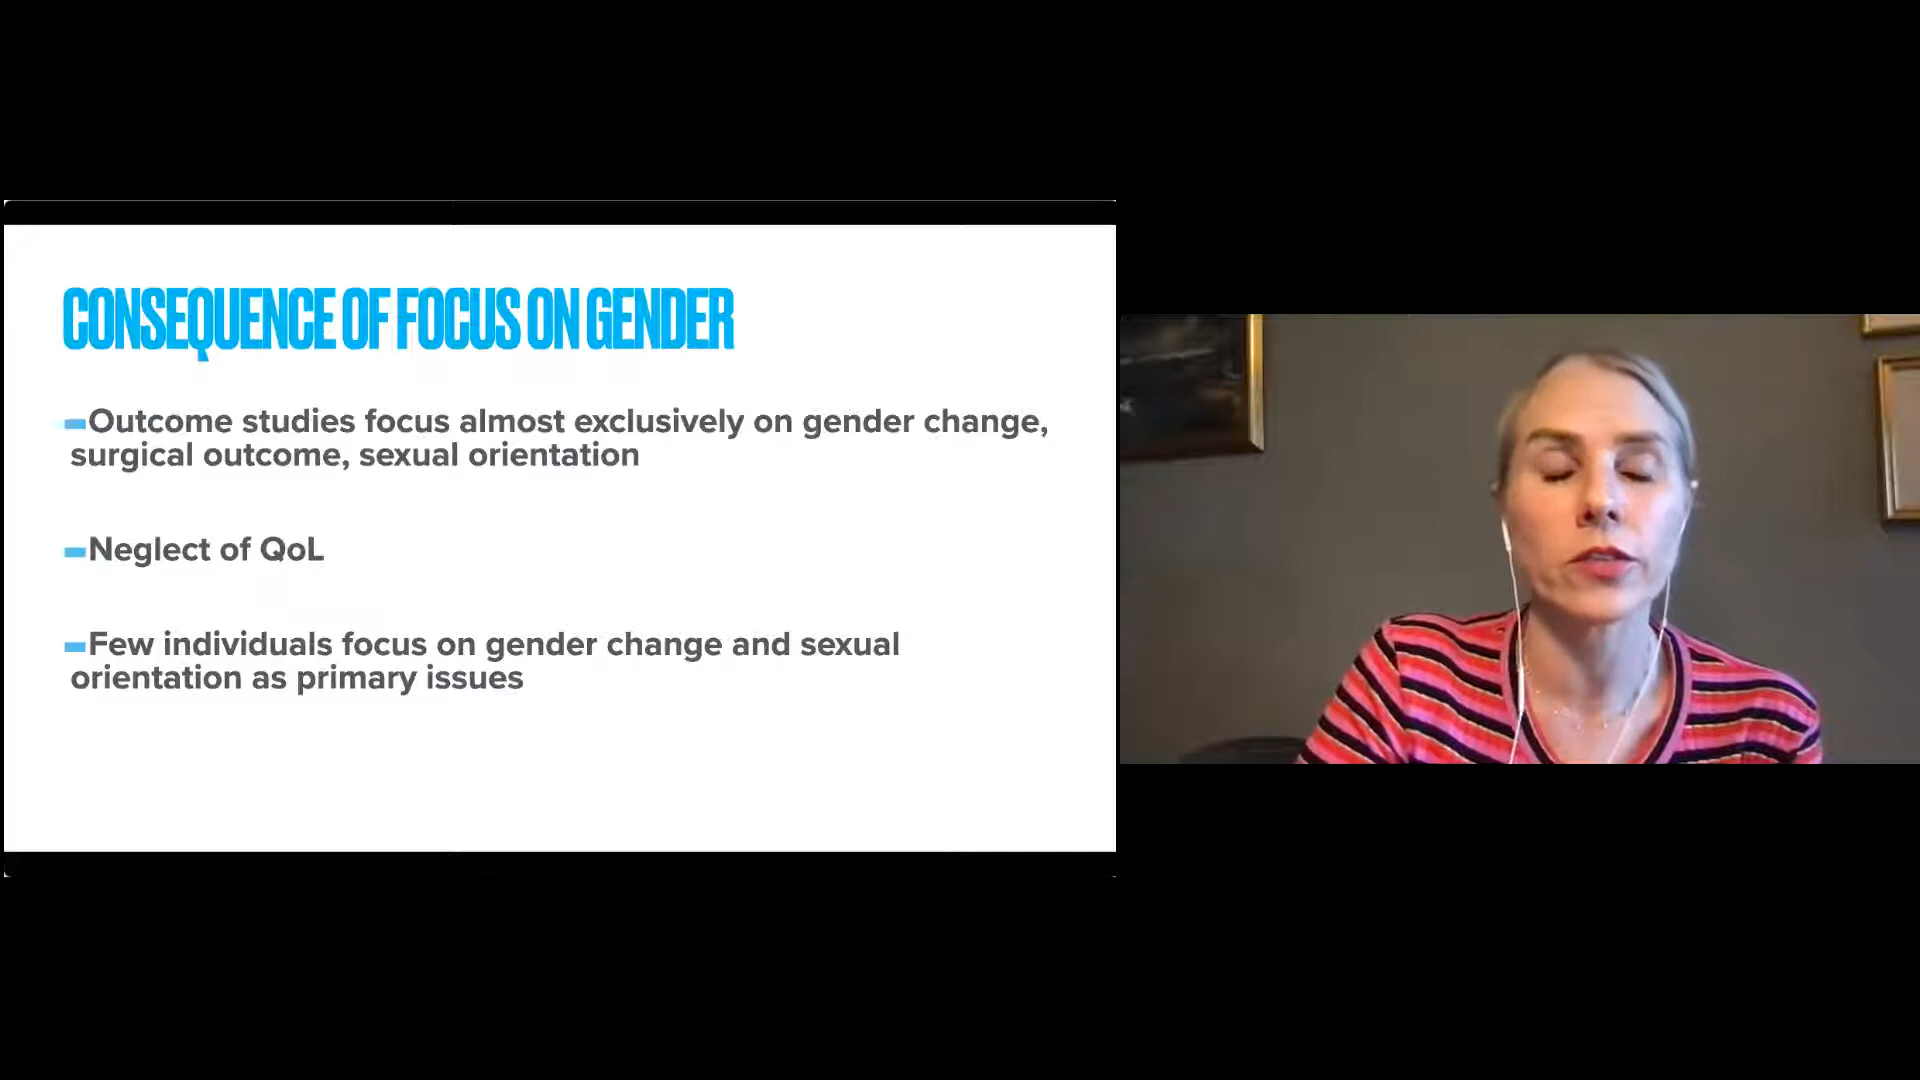 CONSEQUENCE OF FOCUS ON GENDER
Outcome studies focus almost exclusively on gender change,
surgical outcome, sexual orientation
Neglect of QoL
Few individuals focus on gender change and sexual
orientation as primary issues